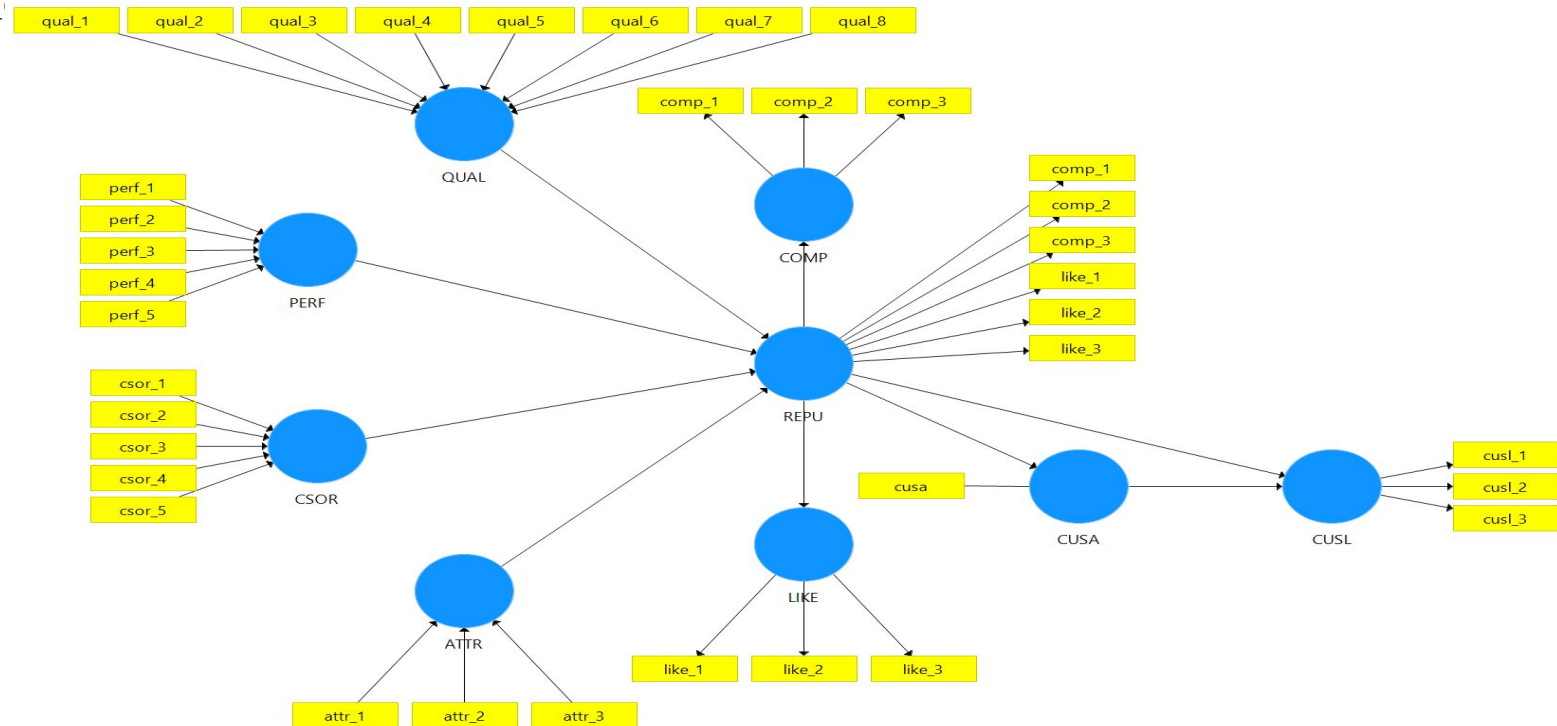 qual_1
qual_2
qual_3
qual_4
qual_5
qual_6
qual_7
qual_8
QUAL
comp_1
comp_2
comp_3
COMP
perf_1
perf_2
perf_3
perf_4
perf_5
PERF
comp_1
comp_2
comp_3
like_1
like_2
like_3
REPU
csor_1
csor_2
csor_3
csor_4
csor_5
CSOR
cusa
CUSA
CUSL
cusl_1
cusl_2
cusl_3
ATTR
attr_1
attr_2
attr_3
LIKE
like_1
like_2
like_3